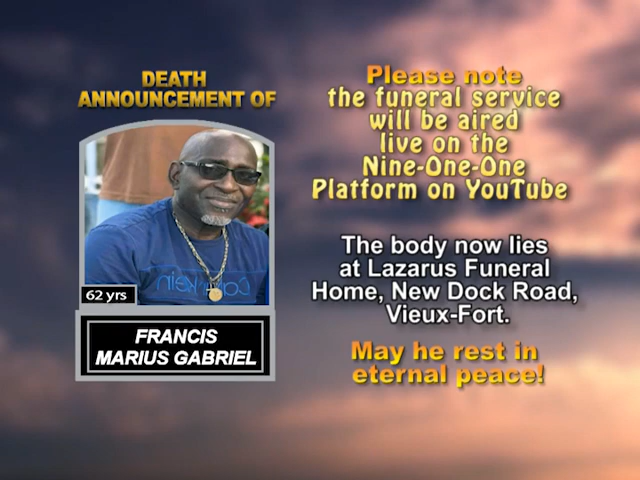 DEATH
ANNOUNCEMENT OF
62 yrs
FRANCIS
MARIUS GABRIEL
Please note
the funeral service
will be aired
live on the
Nine-One-One
Platform on YouTube
The body now lies
at Lazarus Funeral
Home, New Dock Road,
Vieux-Fort.
May he rest in
eternal peace!